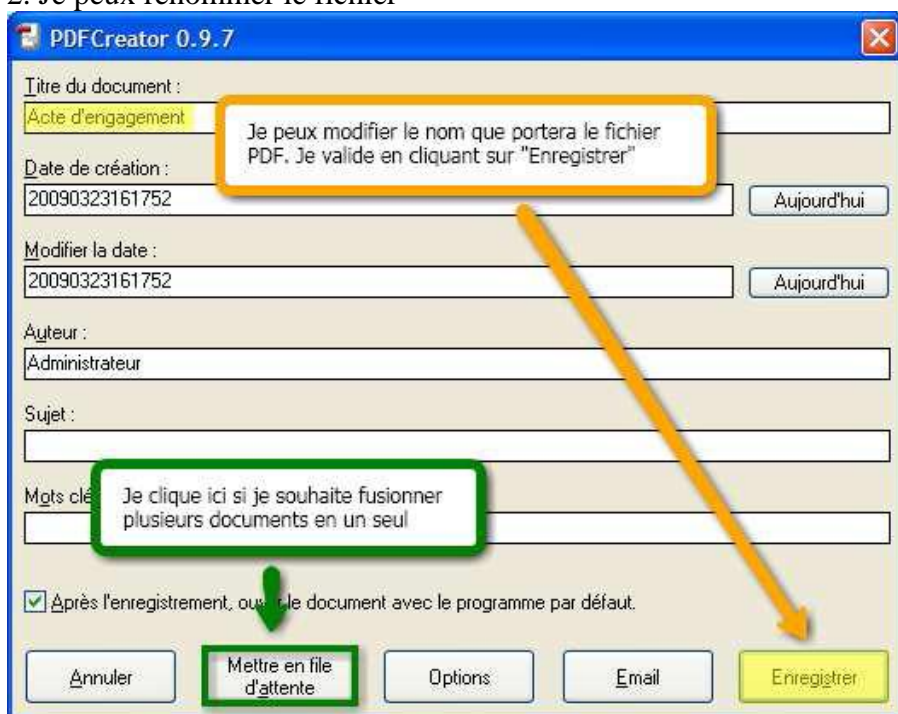 2. Je peux renommer le fichier
PDFCreator 0.9.7
Titre du document :
Acte d'engagement
Je peux modifier le nom que portera le fichier
PDF. Je valide en cliquant sur "Enregistrer"
Date de création :
20090323161752
Aujourd'hui
Modifier la date :
20090323161752
Aujourd'hui
Auteur :
Administrateur
Sujet :
Mots clé
Je clique ici si je souhaite fusionner
plusieurs documents en un seul
Après l'enregistrement, le document avec le programme par défaut.
Annuler
Mettre en file
d'attente
Options
Email
Enregistrer